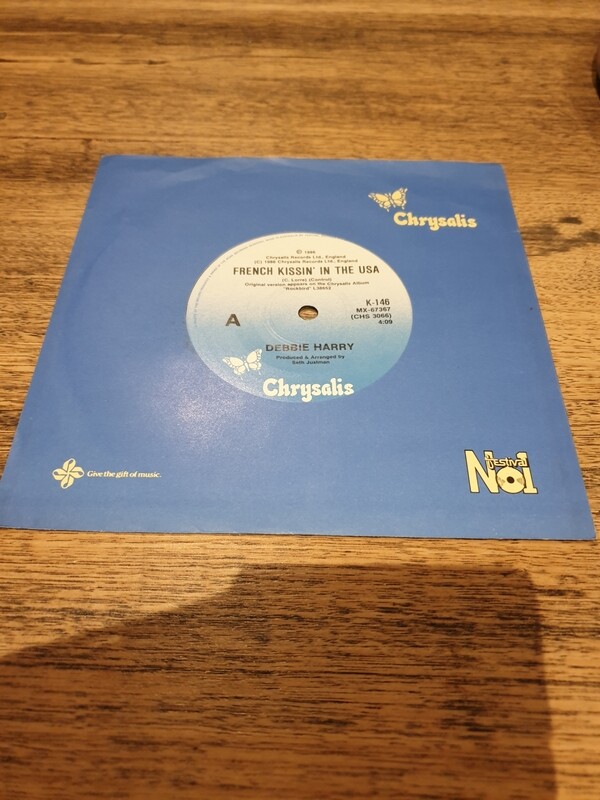 Chrysalis
℗ 1986
Chrysalis Records Ltd., England
(C) 1986 Chrysalis Records Ltd., England
FRENCH KISSIN' IN THE USA
(C. Lorre) (Control)
Original version appears on the Chrysalis Album
"Rockbird"
A
K-146
MX-67367
(CHS 3066)
4:09
DEBBIE HARRY
Produced & Arranged by
Seth Justman
Chrysalis
Give the gift of music.
Festival
No1